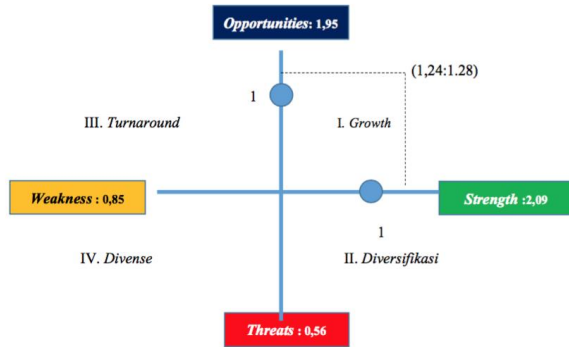 Opportunities: 1,95
(1,24:1.28)
1
III. Turnaround
I. Growth
Weakness : 0,85
Strength :2,09
1
IV. Divense
II. Diversifikasi
Threats : 0,56